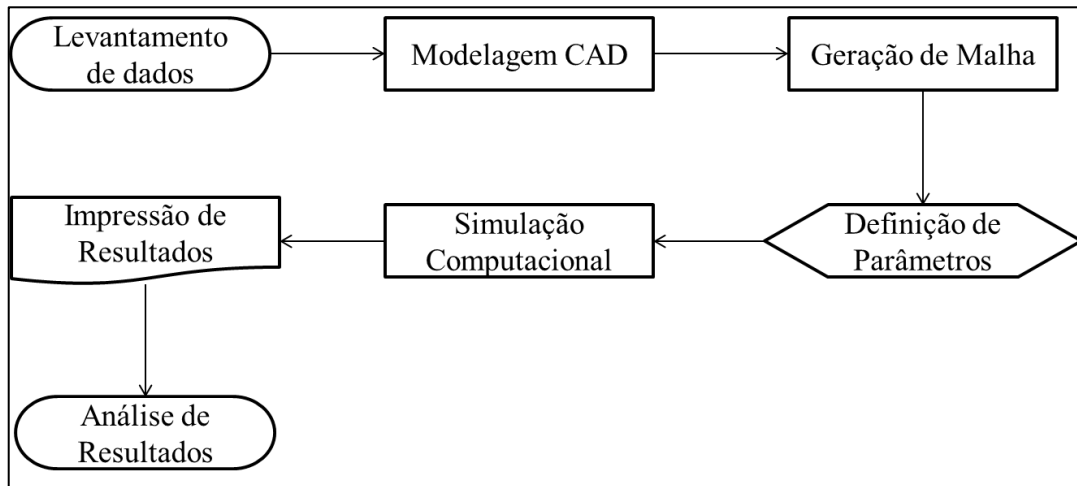 Levantamento
de dados
Modelagem CAD
Geração de Malha
Definição de
Parâmetros
Simulação
Computacional
Impressão de
Resultados
Análise de
Resultados